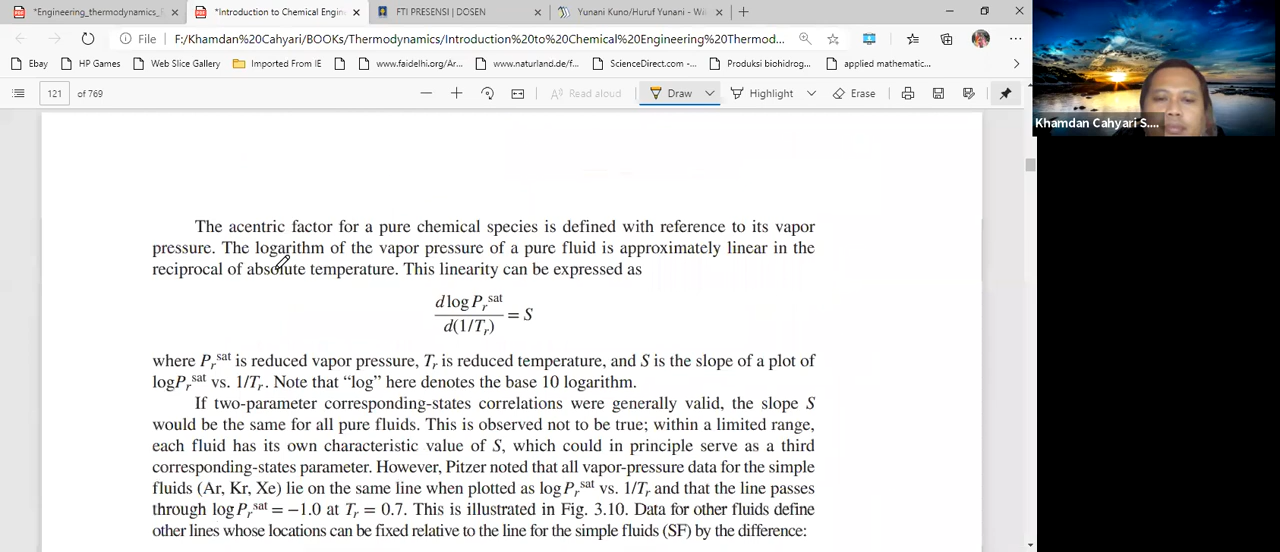 *Engineering_thermodynamics_
*Introduction to Chemical Engin
FTI PRESENSI | DOSEN
Yunani Kuno/Huruf Yunani - Wi
File
F:/Khamdan%20Cahyari/BOOKs/Thermodynamics/Introduction%20to%20Chemical%20Engineering%20Thermod...
Ebay
HP Games
Web Slice Gallery
Imported From IE
www.faidelhi.org/Ar...
www.naturland.de/f...
ScienceDirect.com -...
Produksi biohidrog...
applied mathematic...
121 of 769
Read aloud
Draw
Highlight
Erase
Khamdan Cahyari S....
The acentric factor for a pure chemical species is defined with reference to its vapor
pressure. The logarithm of the vapor pressure of a pure fluid is approximately linear in the
reciprocal of absolute temperature. This linearity can be expressed as
d log Pr^sat / d(1/Tr) = S
where Pr^sat is reduced vapor pressure, Tr is reduced temperature, and S is the slope of a plot of
logPr^sat vs. 1/Tr. Note that “log” here denotes the base 10 logarithm.
If two-parameter corresponding-states correlations were generally valid, the slope S
would be the same for all pure fluids. This is observed not to be true; within a limited range,
each fluid has its own characteristic value of S, which could in principle serve as a third
corresponding-states parameter. However, Pitzer noted that all vapor-pressure data for the simple
fluids (Ar, Kr, Xe) lie on the same line when plotted as log Pr^sat vs. 1/Tr and that the line passes
through log Pr^sat = −1.0 at Tr = 0.7. This is illustrated in Fig. 3.10. Data for other fluids define
other lines whose locations can be fixed relative to the line for the simple fluids (SF) by the difference: